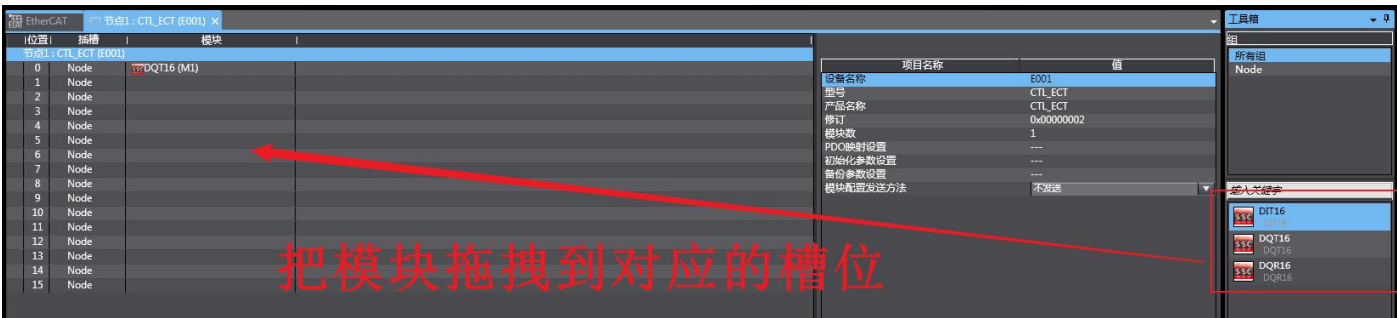 EtherCAT 节点1 : CTL_ECT (E001) ×
位置 插槽 模块
节点1 : CTL_ECT (E001)
0 Node DQT16 (M1)
1 Node
2 Node
3 Node
4 Node
5 Node
6 Node
7 Node
8 Node
9 Node
10 Node
11 Node
12 Node
13 Node
14 Node
15 Node
项目名称 值
设备名称 E001
型号 CTL_ECT
产品名称 CTL_ECT
修订 0x00000002
模块数 1
PDO映射设置 ---
初始化参数设置 ---
备份参数设置 ---
模块配置发送方法 不发送
把模块拖拽到对应的槽位
工具箱
组
所有组
Node
输入关键字
SSC DIT16
DIT16
SSC DQT16
DQT16
SSC DQR16
DQR16